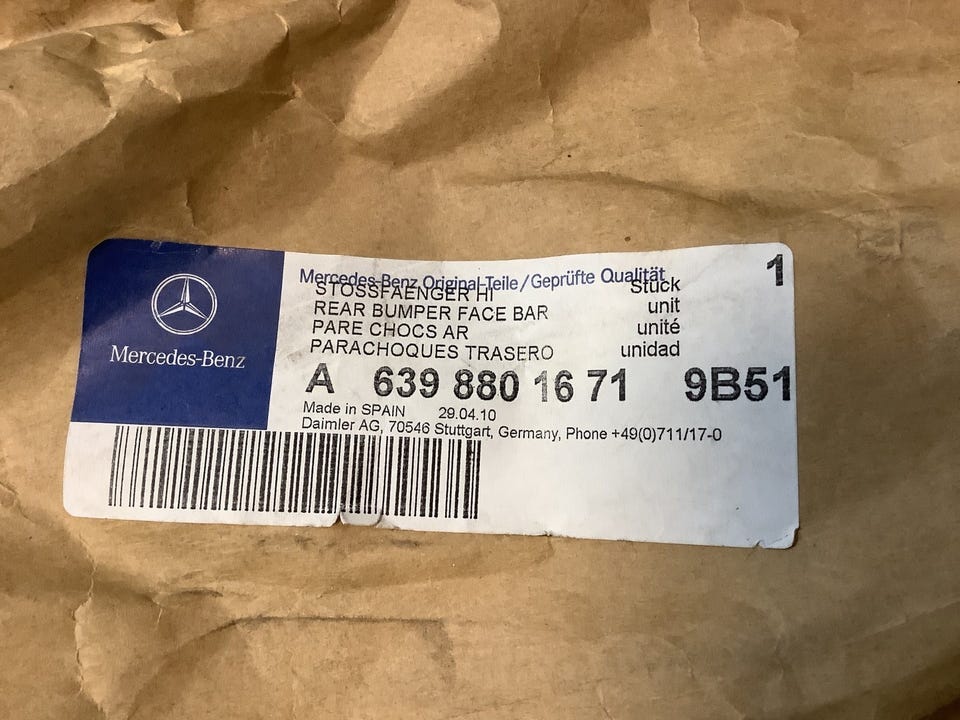 Mercedes-Benz
Mercedes-Benz Original-Teile/Geprüfte Qualität 1
STOSSFAENGER HI Stück
REAR BUMPER FACE BAR unit
PARE CHOCS AR unité
PARACHOQUES TRASERO unidad
A 639 880 16 71 9B51
Made in SPAIN 29.04.10
Daimler AG, 70546 Stuttgart, Germany, Phone +49(0)711/17-0